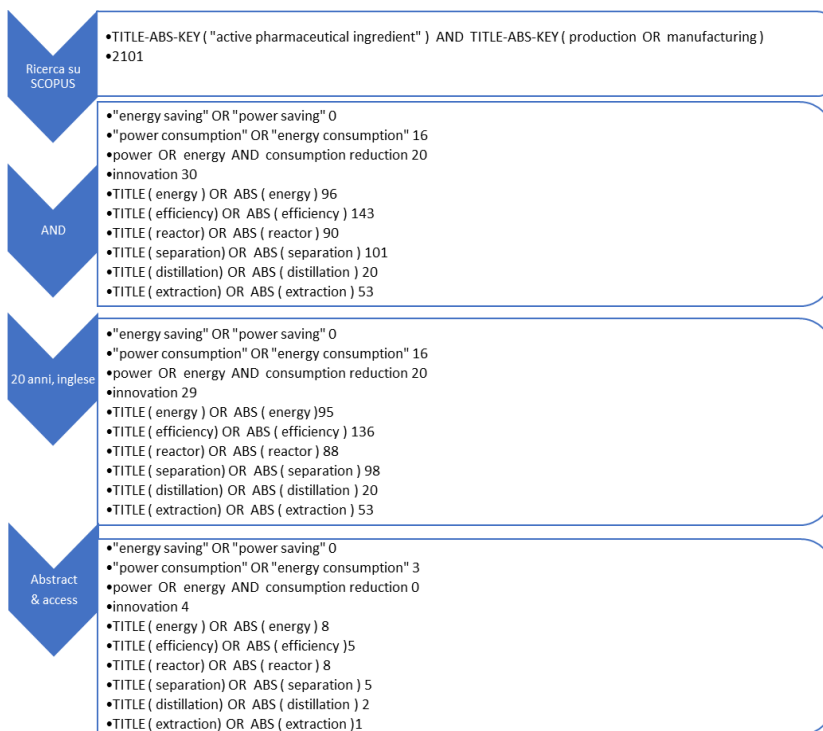 Ricerca su
SCOPUS
•TITLE-ABS-KEY ( "active pharmaceutical ingredient" ) AND TITLE-ABS-KEY ( production OR manufacturing )
•2101
AND
•"energy saving" OR "power saving" 0
•"power consumption" OR "energy consumption" 16
•power OR energy AND consumption reduction 20
•innovation 30
•TITLE ( energy ) OR ABS ( energy ) 96
•TITLE ( efficiency) OR ABS ( efficiency ) 143
•TITLE ( reactor) OR ABS ( reactor ) 90
•TITLE ( separation) OR ABS ( separation ) 101
•TITLE ( distillation) OR ABS ( distillation ) 20
•TITLE ( extraction) OR ABS ( extraction ) 53
20 anni, inglese
•"energy saving" OR "power saving" 0
•"power consumption" OR "energy consumption" 16
•power OR energy AND consumption reduction 20
•innovation 29
•TITLE ( energy ) OR ABS ( energy )95
•TITLE ( efficiency) OR ABS ( efficiency ) 136
•TITLE ( reactor) OR ABS ( reactor ) 88
•TITLE ( separation) OR ABS ( separation ) 98
•TITLE ( distillation) OR ABS ( distillation ) 20
•TITLE ( extraction) OR ABS ( extraction ) 53
Abstract
& access
•"energy saving" OR "power saving" 0
•"power consumption" OR "energy consumption" 3
•power OR energy AND consumption reduction 0
•innovation 4
•TITLE ( energy ) OR ABS ( energy ) 8
•TITLE ( efficiency) OR ABS ( efficiency )5
•TITLE ( reactor) OR ABS ( reactor ) 8
•TITLE ( separation) OR ABS ( separation ) 5
•TITLE ( distillation) OR ABS ( distillation ) 2
•TITLE ( extraction) OR ABS ( extraction )1